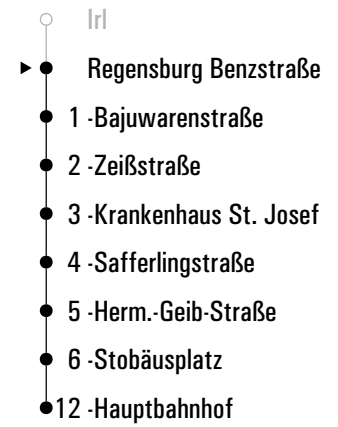 Irl
Regensburg Benzstraße
1 -Bajuwarenstraße
2 -Zeißstraße
3 -Krankenhaus St. Josef
4 -Safferlingstraße
5 -Herm.-Geib-Straße
6 -Stobäusplatz
12 -Hauptbahnhof